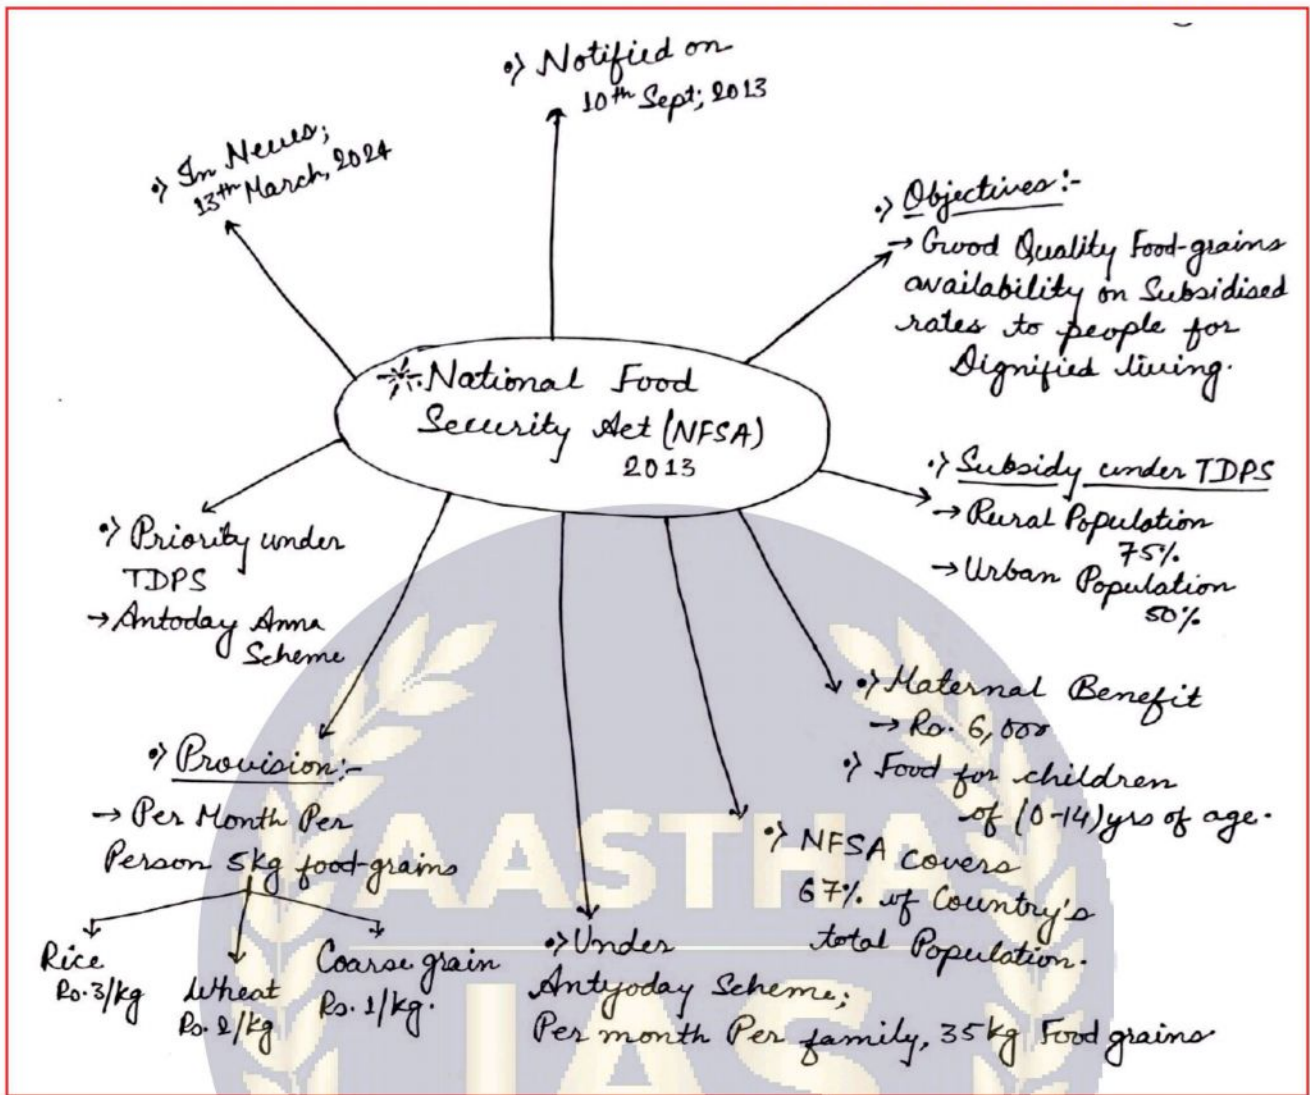 •> Notified on
10th Sept; 2013
•> In News;
13th March, 2024
•> Objectives:-
→ Good Quality Food-grains
availability on Subsidised
rates to people for
Dignified living.
✳. National Food
Security Act (NFSA)
2013
•> Subsidy under TDPS
→ Rural Population
75%
→ Urban Population
50%
•> Priority under
TDPS
→ Antoday Anna
Scheme
•> Maternal Benefit
→ Rs. 6,000
•> Food for children
of (0-14)yrs of age.
•> Provision:-
→ Per Month Per
Person 5kg food-grains
Rice
Rs. 3/kg
Wheat
Rs. 2/kg
Coarse grain
Rs. 1/kg.
•> NFSA covers
67% of Country's
total Population.
•> Under
Antyoday Scheme;
Per month Per family, 35kg Food grains
AASTHA
IAS